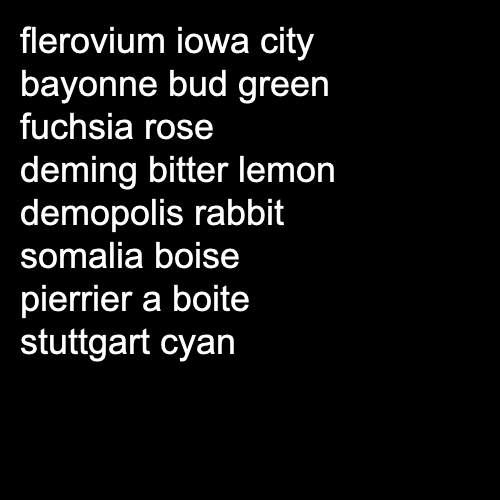 flerovium iowa city
bayonne bud green
fuchsia rose
deming bitter lemon
demopolis rabbit
somalia boise
pierrier a boite
stuttgart cyan